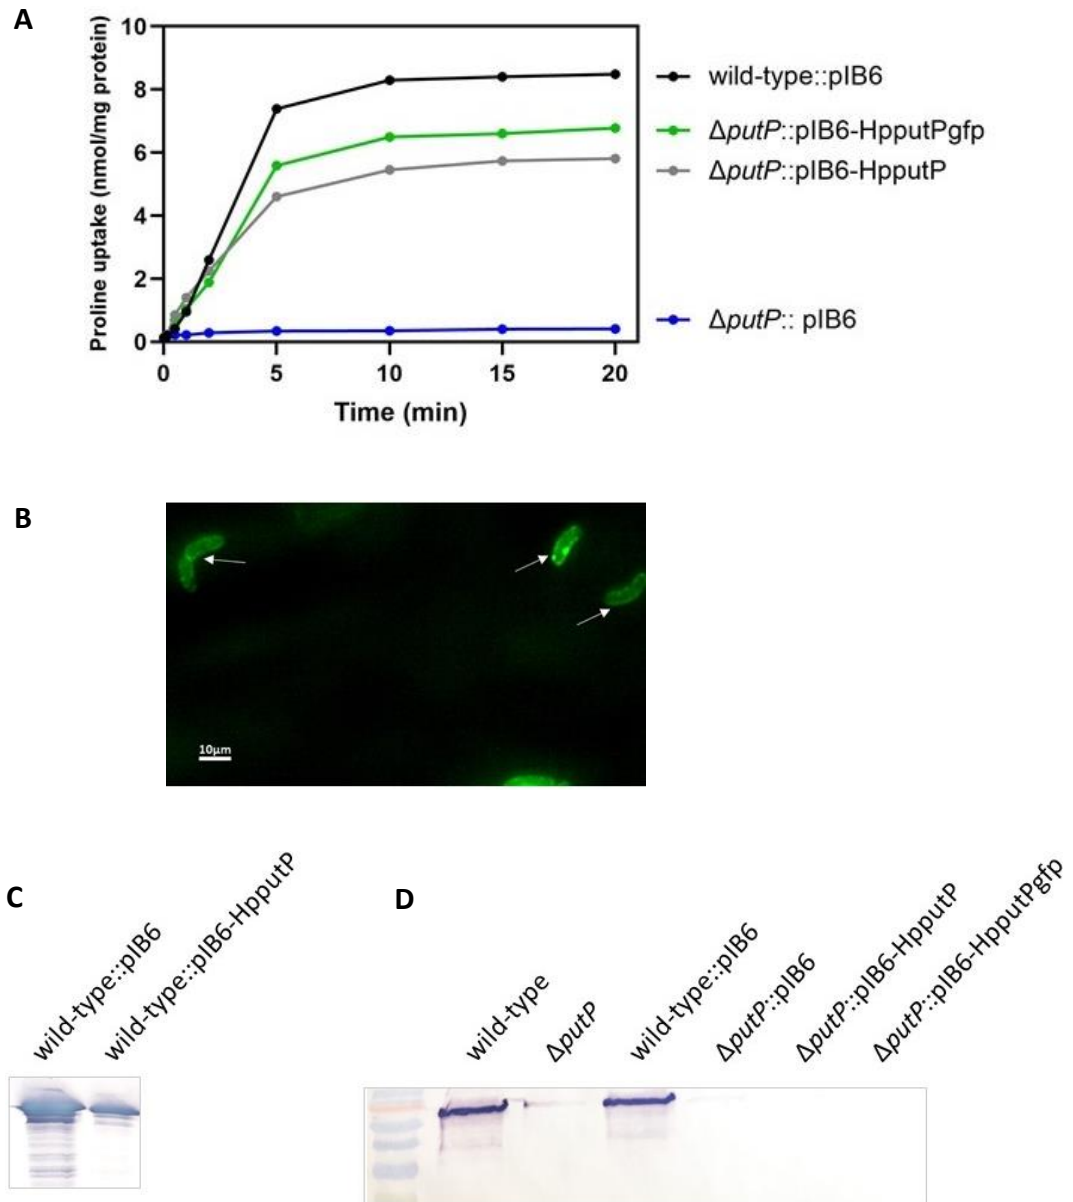 A
Proline uptake (nmol/mg protein)
10
8
6
4
2
0
0 5 10 15 20
Time (min)
wild-type::pIB6
ΔputP::pIB6-HpputPgfp
ΔputP::pIB6-HpputP
ΔputP:: pIB6
B
10µm
C
wild-type::pIB6
wild-type::pIB6-HpputP
D
wild-type
ΔputP
wild-type::pIB6
ΔputP::pIB6
ΔputP::pIB6-HpputP
ΔputP::pIB6-HpputPgfp